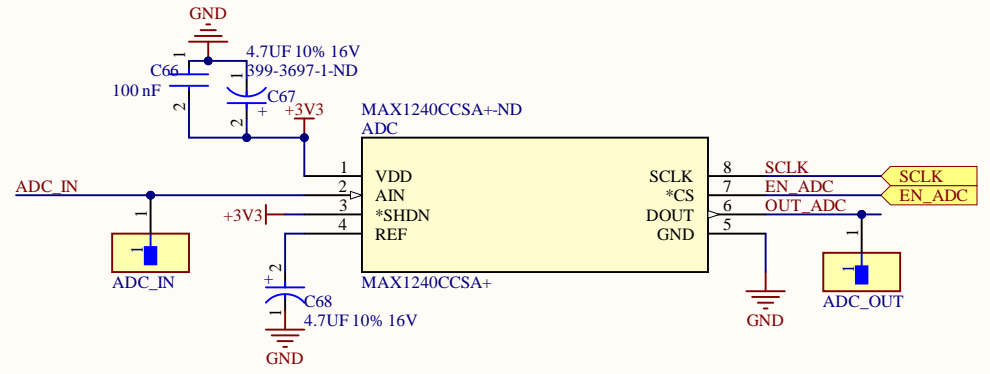 GND
1
4.7UF 10% 16V
C66
1
399-3697-1-ND
100 nF
C67
2
2
+
+3V3
MAX1240CCSA+-ND
ADC
1
VDD
SCLK
8
SCLK
SCLK
ADC_IN
2
AIN
*CS
7
EN_ADC
EN_ADC
+3V3
3
*SHDN
DOUT
6
OUT_ADC
4
REF
GND
5
1
1
ADC_IN
1
1
ADC_OUT
+
2
MAX1240CCSA+
C68
1
4.7UF 10% 16V
GND
GND